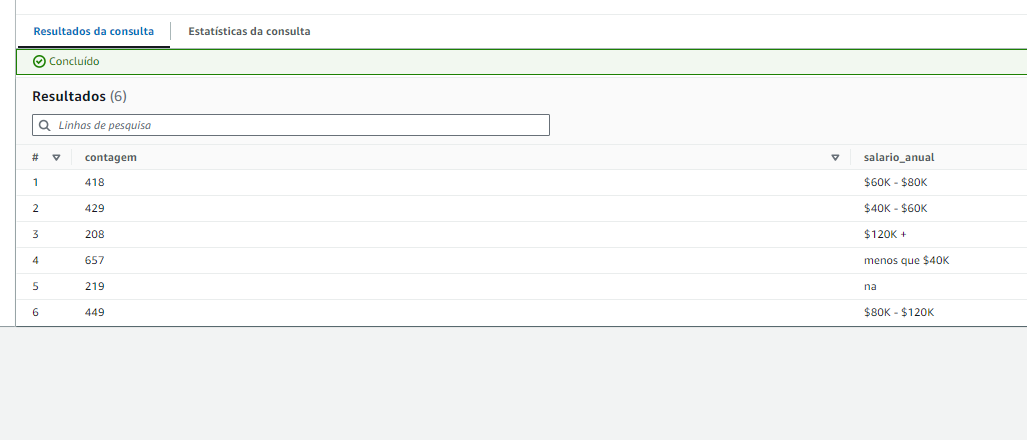 Resultados da consulta Estatísticas da consulta
Concluído
Resultados (6)
Linhas de pesquisa
# contagem salario_anual
1 418 $60K - $80K
2 429 $40K - $60K
3 208 $120K +
4 657 menos que $40K
5 219 na
6 449 $80K - $120K